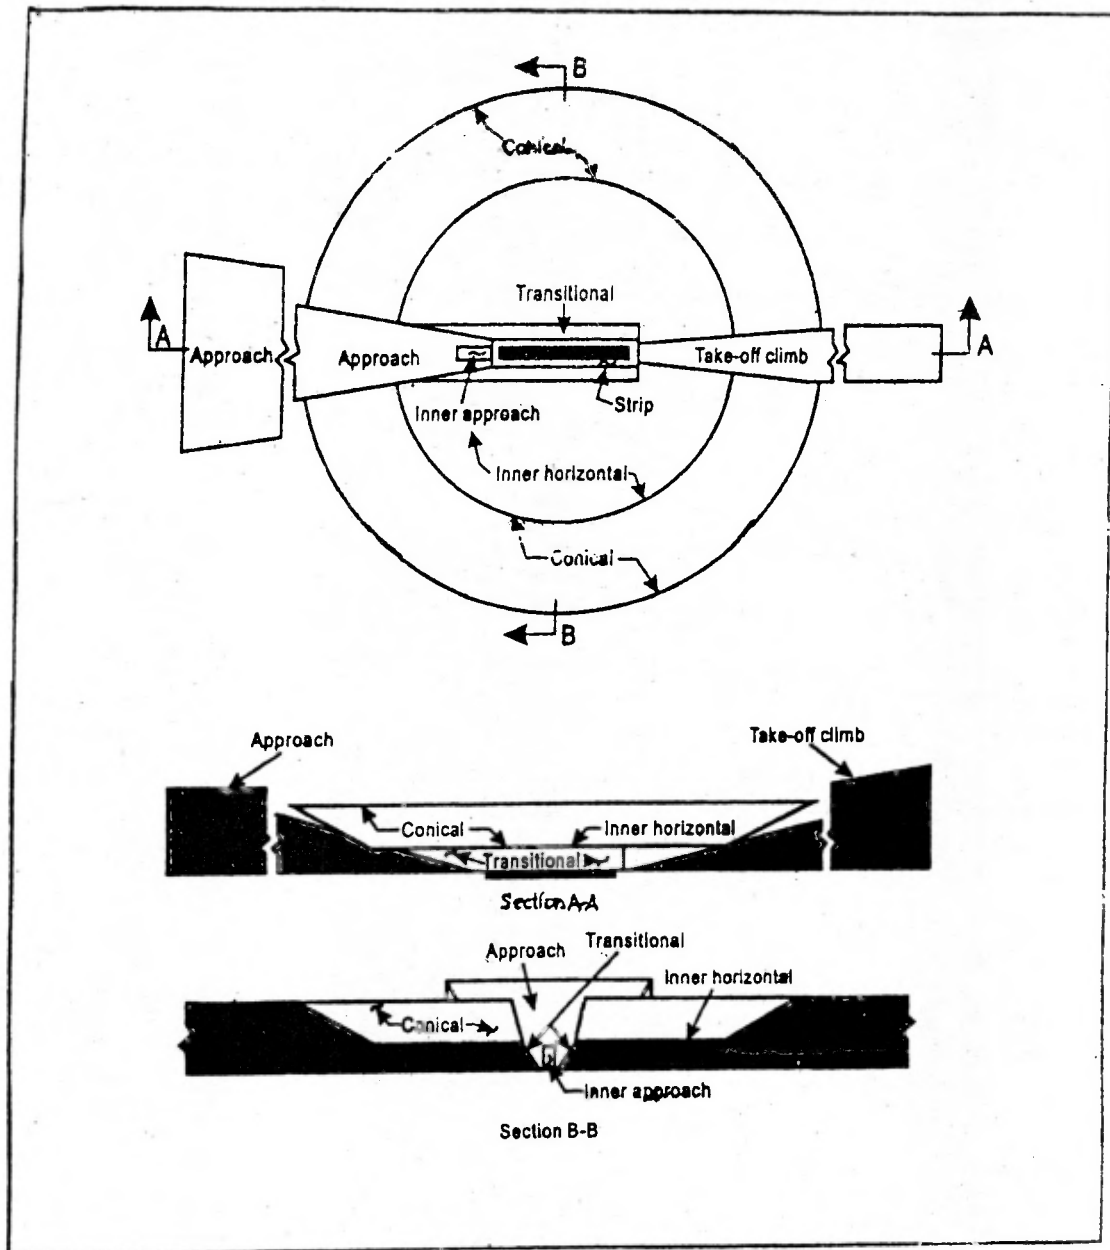 B
Conical
Transitional
A
Approach
Approach
Take-off climb
A
Inner approach
Strip
Inner horizontal
Conical
B
Approach
Take-off climb
Conical
Inner horizontal
Transitional
Section A-A
Approach
Transitional
Inner horizontal
Conical
Inner approach
Section B-B